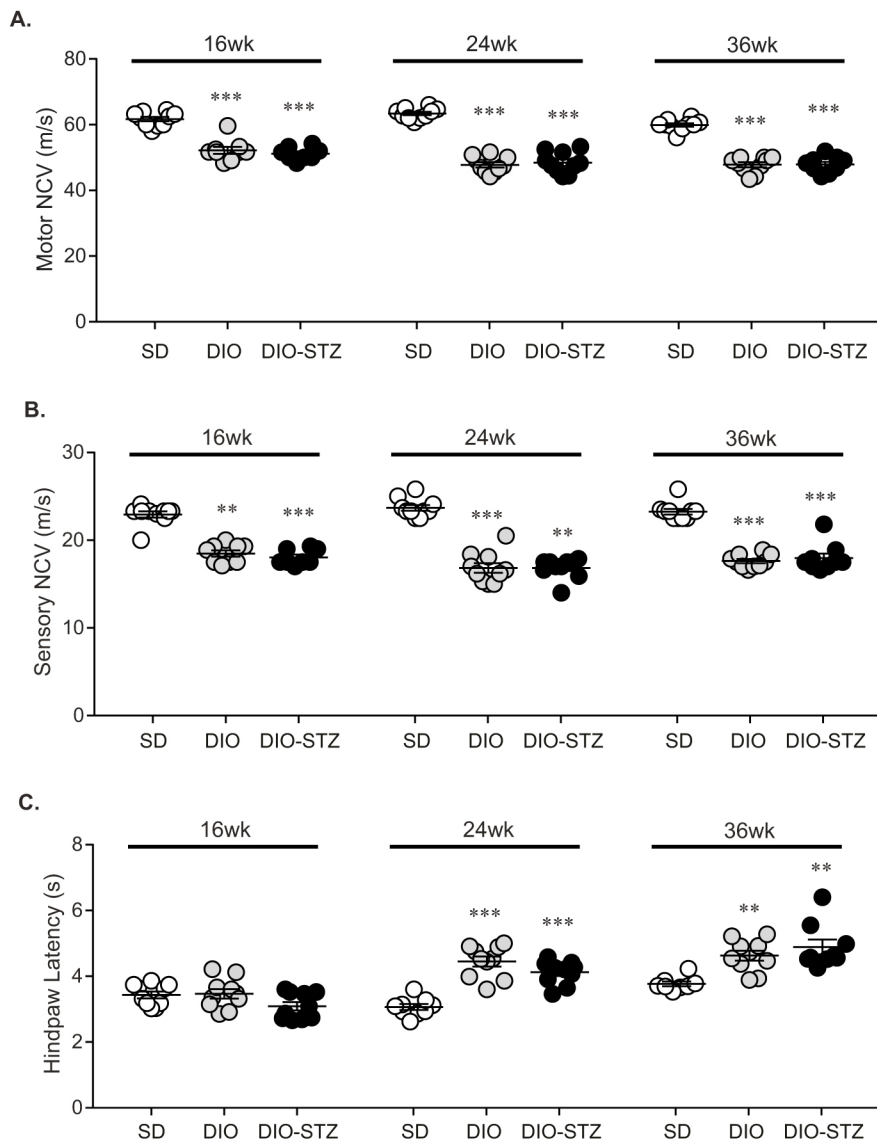 A.
16wk 24wk 36wk
Motor NCV (m/s)
80
60
40
20
0
*** *** *** *** *** ***
SD DIO DIO-STZ SD DIO DIO-STZ SD DIO DIO-STZ
B.
16wk 24wk 36wk
Sensory NCV (m/s)
30
20
10
0
** *** *** ** *** ***
SD DIO DIO-STZ SD DIO DIO-STZ SD DIO DIO-STZ
C.
16wk 24wk 36wk
Hindpaw Latency (s)
8
6
4
2
0
*** *** ** **
SD DIO DIO-STZ SD DIO DIO-STZ SD DIO DIO-STZ